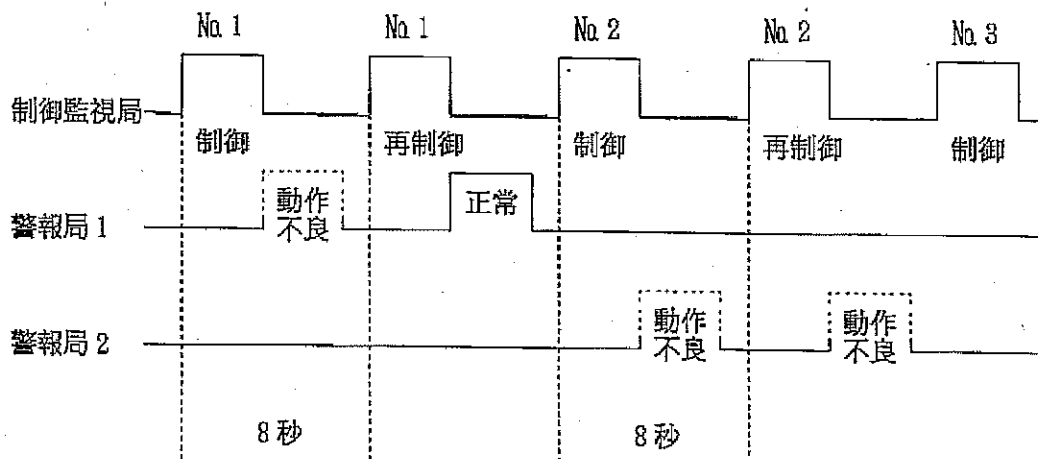 No.1 No.1 No.2 No.2 No.3
制御監視局
制御 再制御 制御 再制御 制御
警報局1
動作
不良
正常
警報局2
動作
不良
動作
不良
8秒 8秒